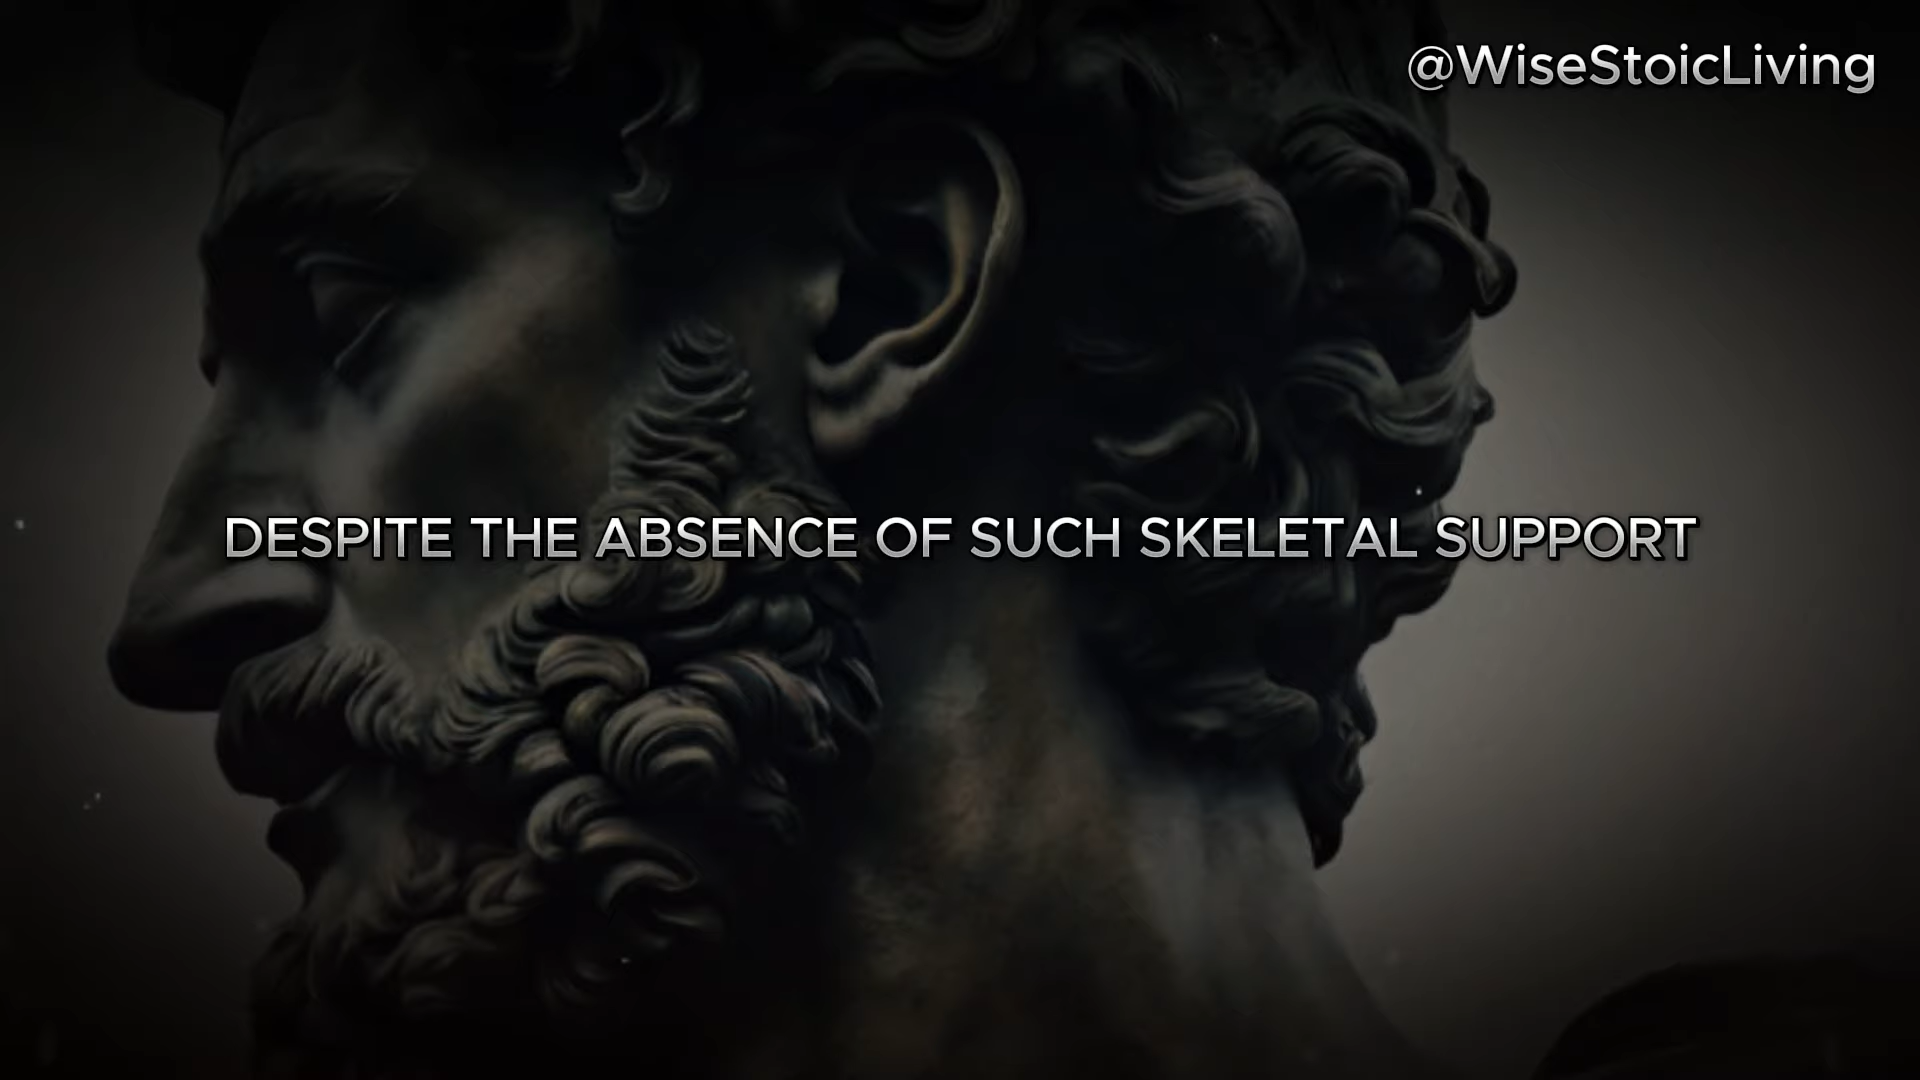 @WiseStoicLiving
DESPITE THE ABSENCE OF SUCH SKELETAL SUPPORT